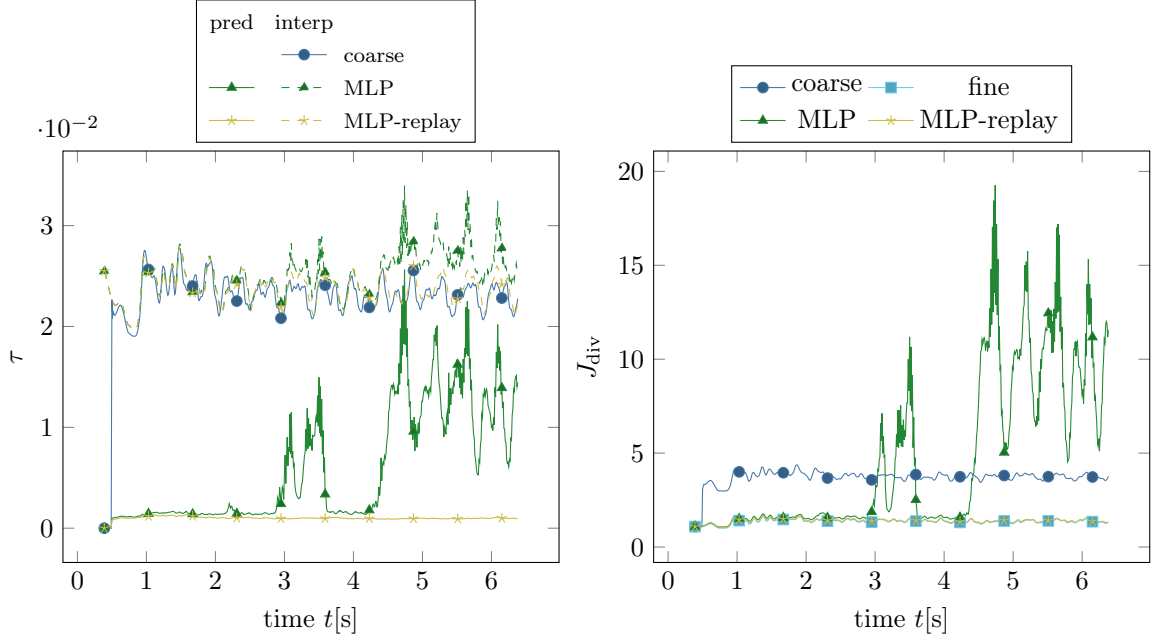 pred interp
coarse
MLP
MLP-replay
·10⁻²
3
2
1
0
τ
0 1 2 3 4 5 6
time t[s]
coarse fine
MLP MLP-replay
20
15
10
5
0
J_div
0 1 2 3 4 5 6
time t[s]